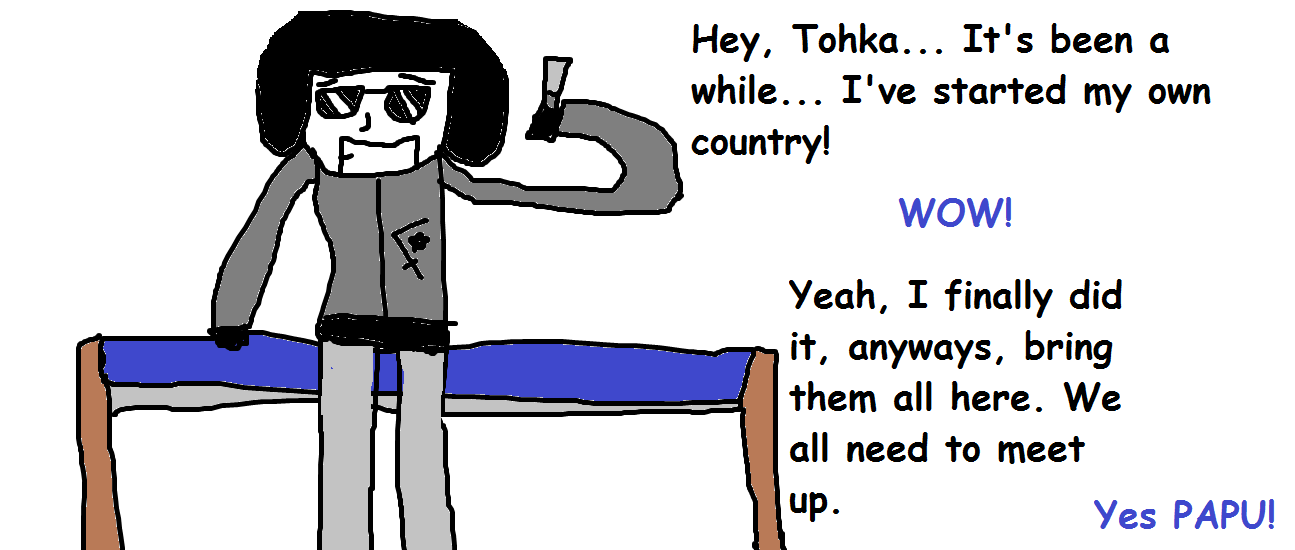 Hey, Tohka... It's been a
while... I've started my own
country!
WOW!
Yeah, I finally did
it, anyways, bring
them all here. We
all need to meet
up.
Yes PAPU!